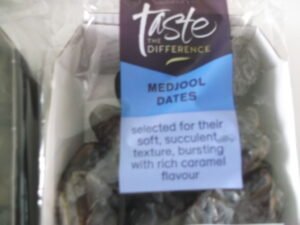 Taste
THE
DIFFERENCE
MEDJOOL
DATES
selected for their
soft, succulent
texture, bursting
with rich caramel
flavour